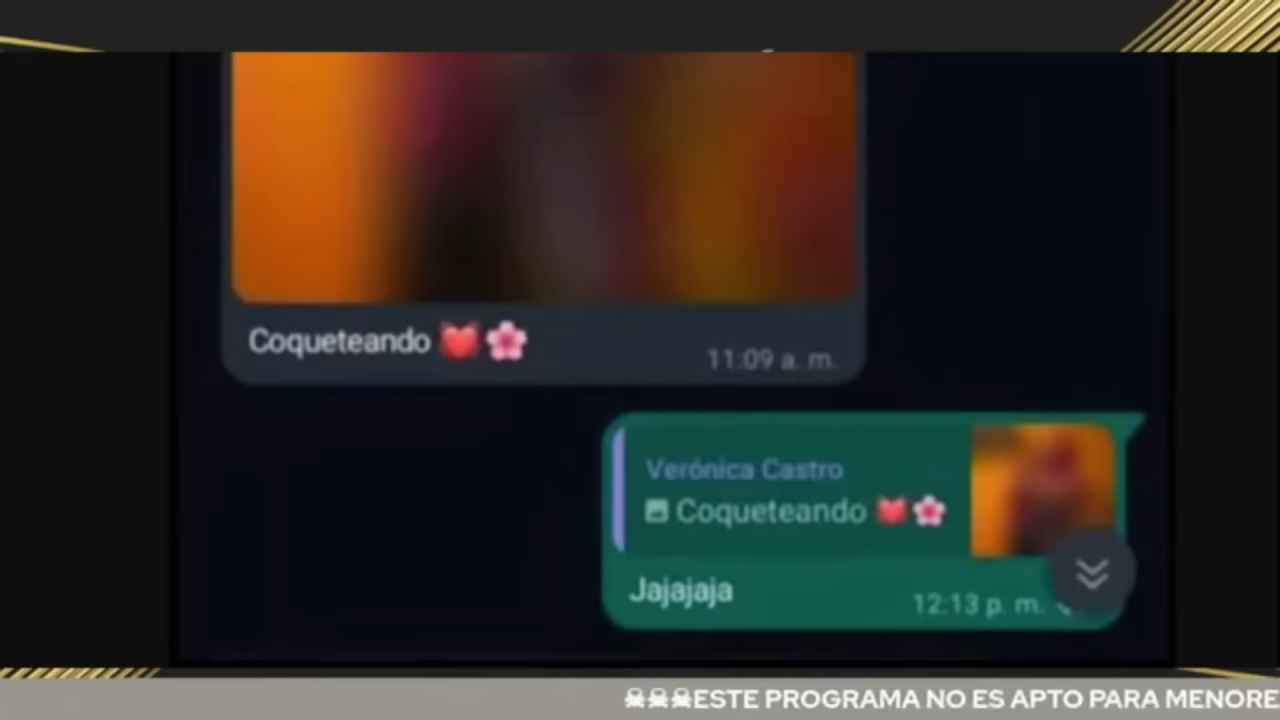 Coqueteando 💓🌸
11:09 a. m.
Verónica Castro
Coqueteando 💓🌸
Jajajaja
12:13 p. m.
☠☠☠ESTE PROGRAMA NO ES APTO PARA MENORE